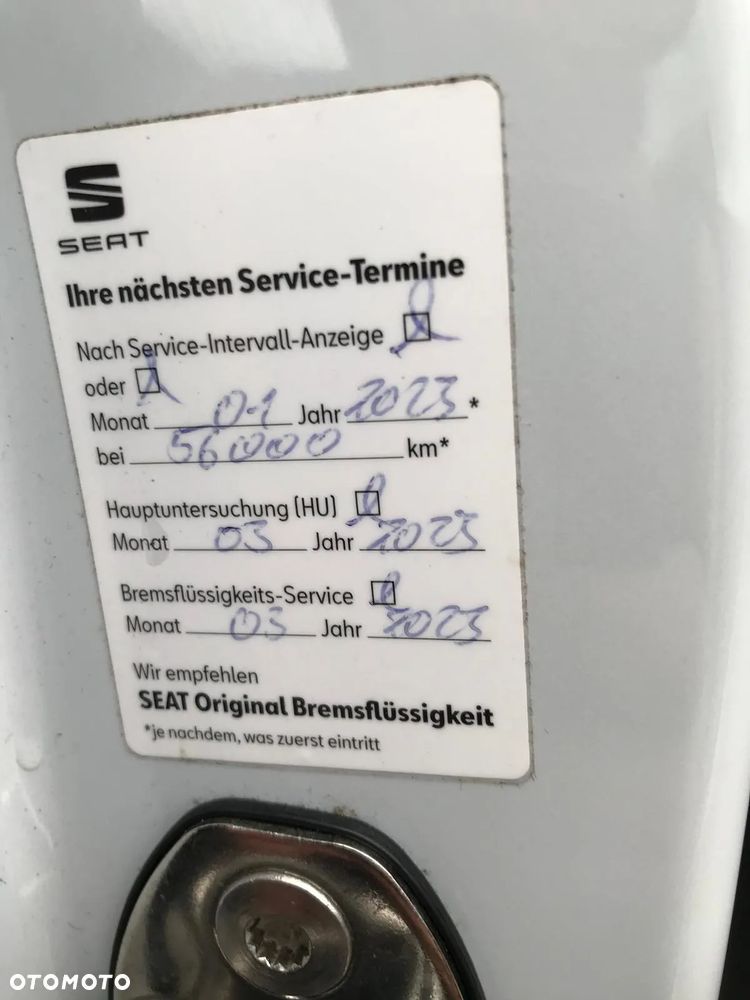 SEAT
Ihre nächsten Service-Termine
Nach Service-Intervall-Anzeige
oder
Monat 01 Jahr 2023*
bei 56000 km*
Hauptuntersuchung (HU)
Monat 03 Jahr 2023
Bremsflüssigkeits-Service
Monat 03 Jahr 2023
Wir empfehlen
SEAT Original Bremsflüssigkeit
*je nachdem, was zuerst eintritt
OTOMOTO